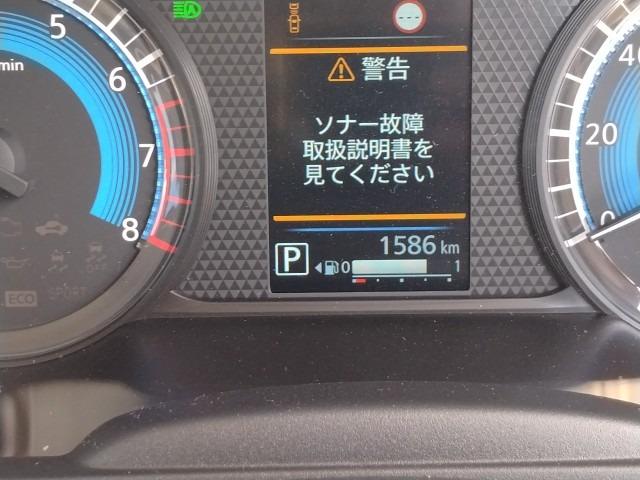 5
6
7
8
/min
ECO
SPORT
A
---
警告
ソナー故障
取扱説明書を
見てください
1586 km
P
0
1
40
20
0